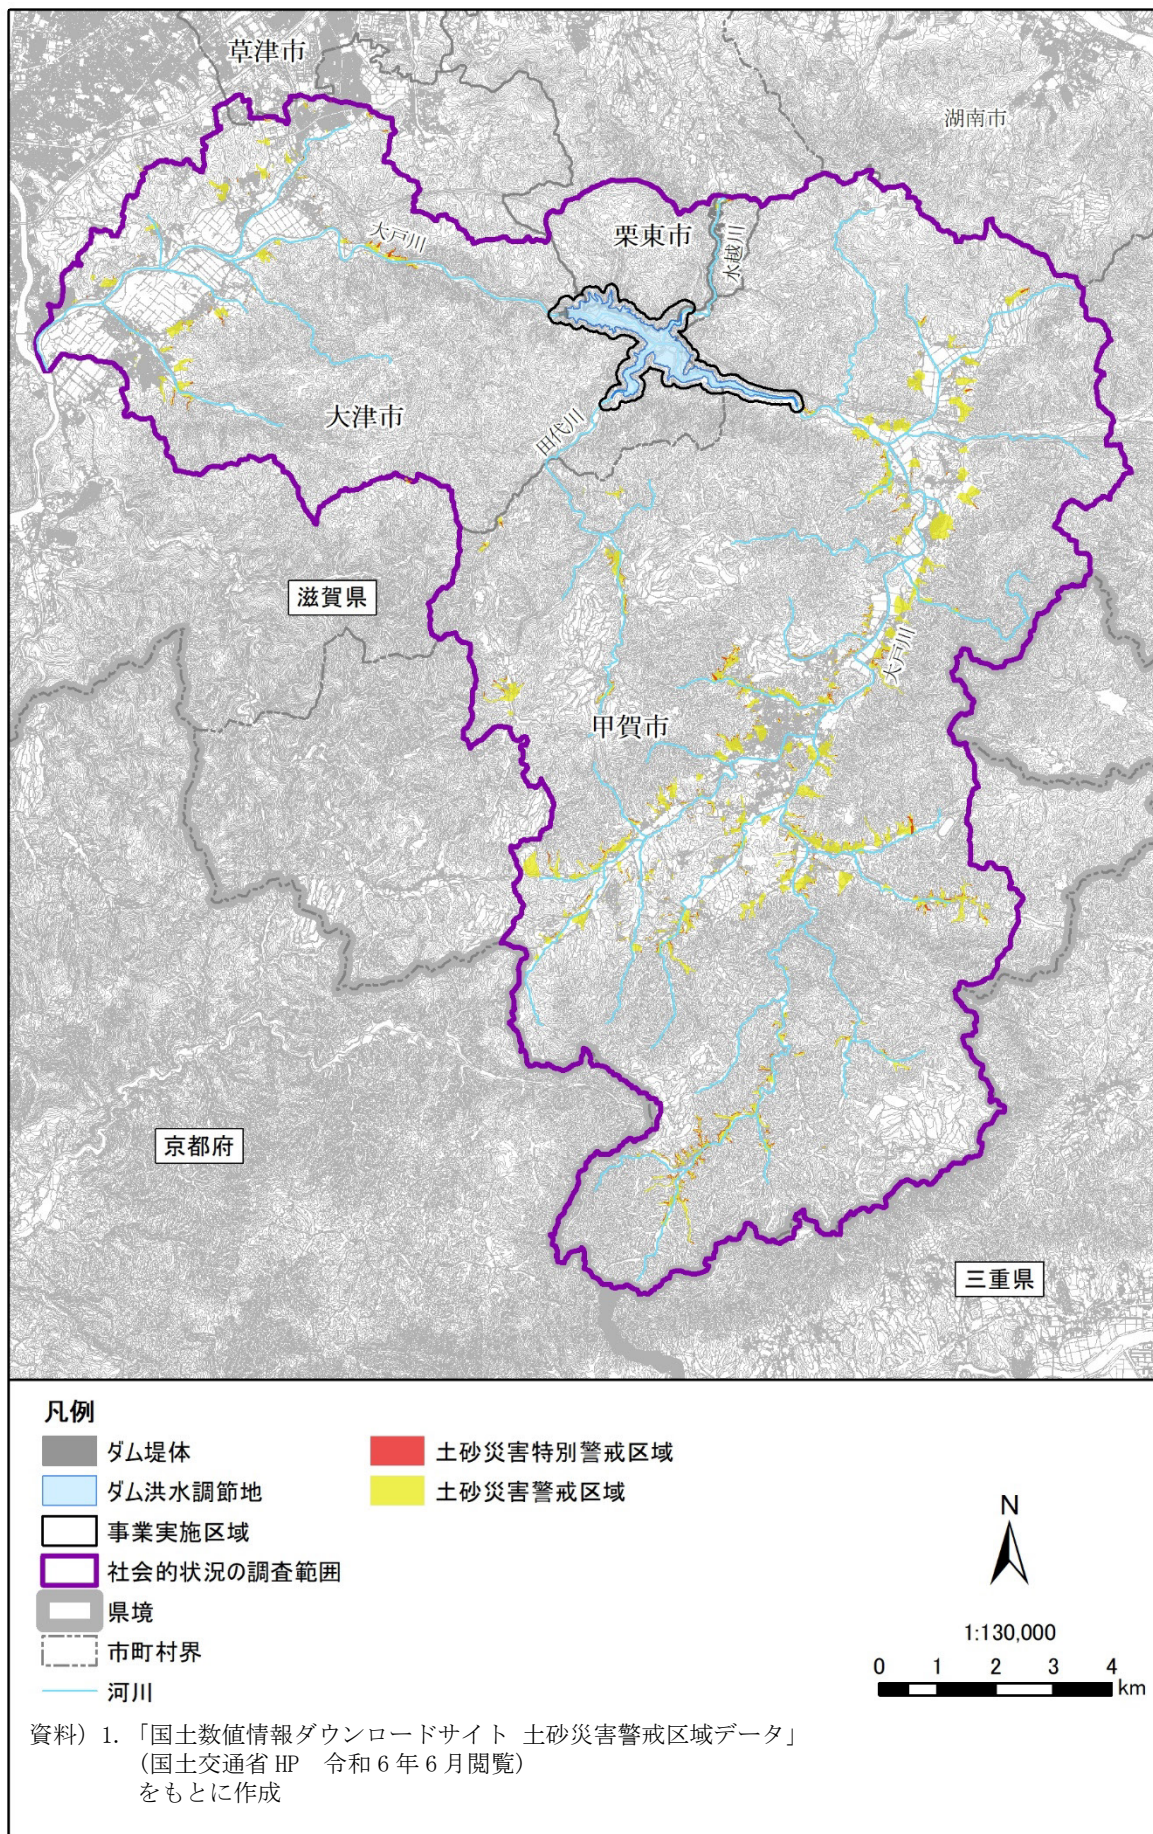 草津市
湖南市
栗東市
大戸川
水越川
大津市
田代川
滋賀県
大戸川
甲賀市
京都府
三重県
凡例
ダム堤体
ダム洪水調節地
事業実施区域
社会的状況の調査範囲
県境
市町村界
河川
土砂災害特別警戒区域
土砂災害警戒区域
N
1:130,000
0 1 2 3 4
km
資料）1.「国土数値情報ダウンロードサイト 土砂災害警戒区域データ」
(国土交通省 HP 令和 6 年 6 月閲覧)
をもとに作成